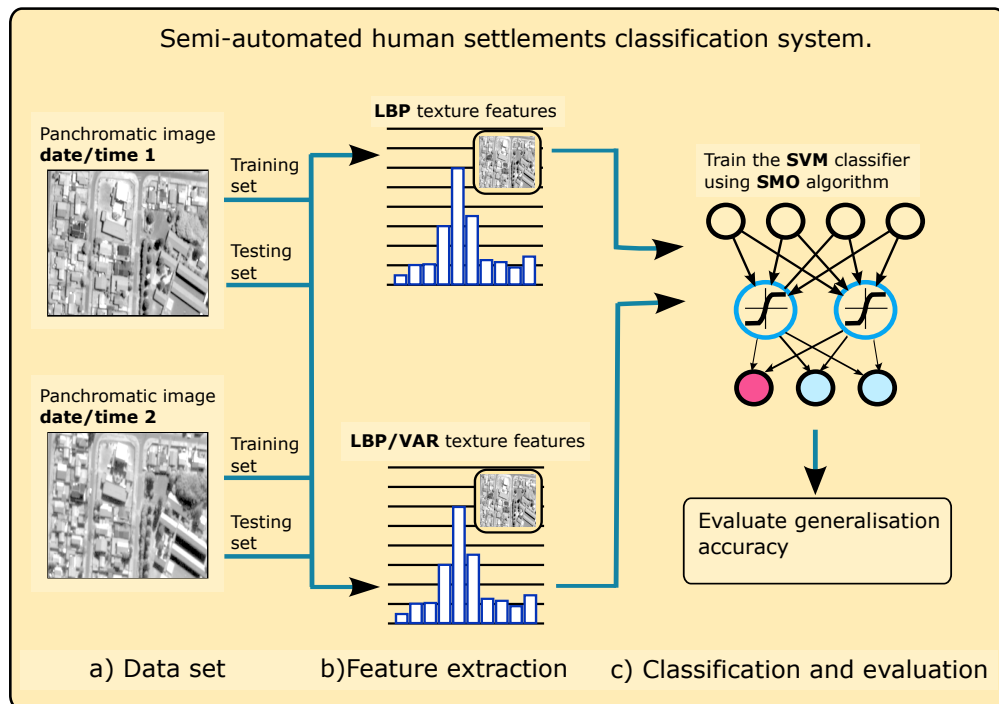 Semi-automated human settlements classification system.
Panchromatic image
date/time 1
Training
set
Testing
set
Panchromatic image
date/time 2
Training
set
Testing
set
LBP texture features
LBP/VAR texture features
Train the SVM classifier
using SMO algorithm
Evaluate generalisation
accuracy
a) Data set
b)Feature extraction
c) Classification and evaluation